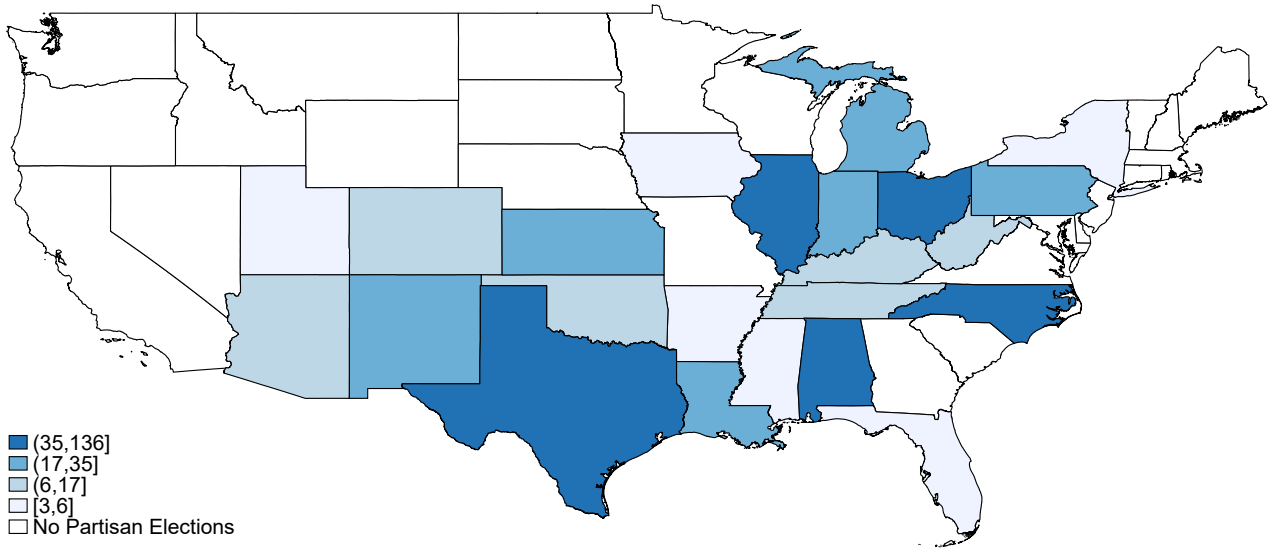 (35,136]
(17,35]
(6,17]
[3,6]
No Partisan Elections